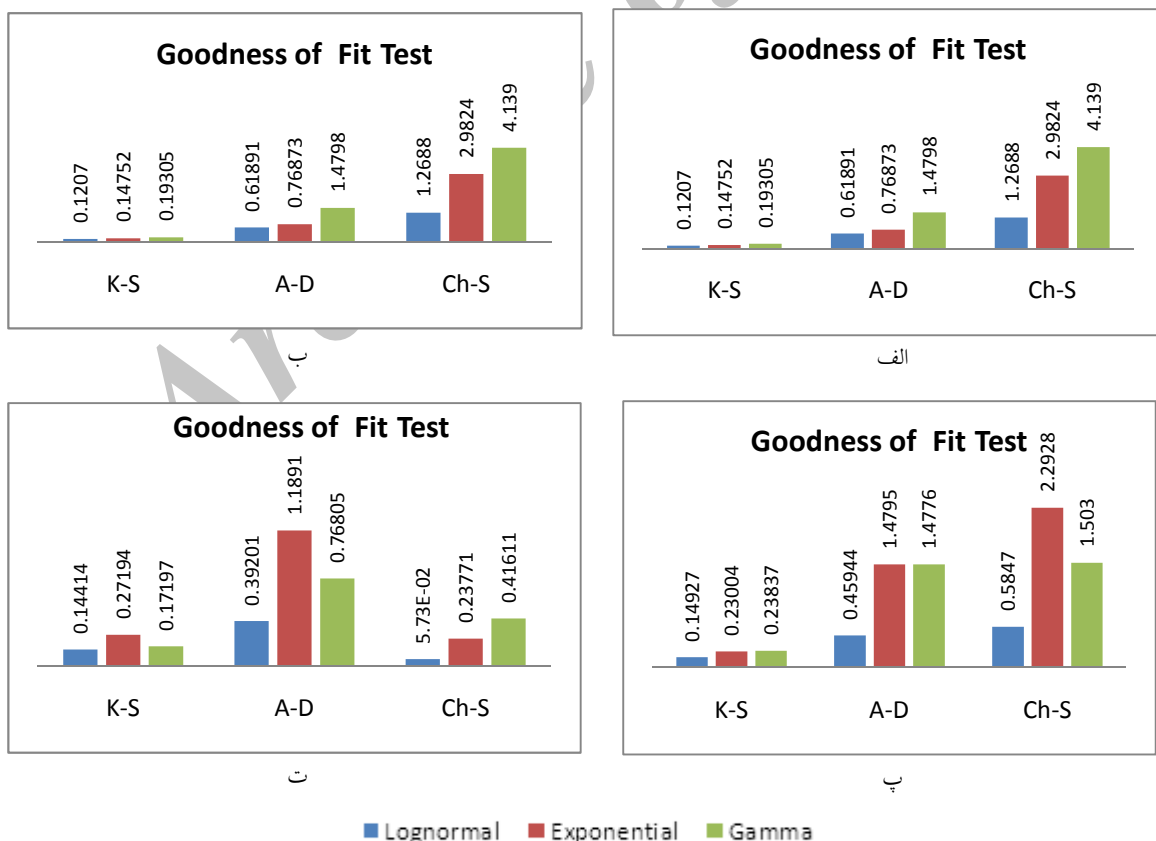 Goodness of Fit Test
0.1207
0.14752
0.19305
0.61891
0.76873
1.4798
1.2688
2.9824
4.139
K-S A-D Ch-S
الف
Goodness of Fit Test
0.1207
0.14752
0.19305
0.61891
0.76873
1.4798
1.2688
2.9824
4.139
K-S A-D Ch-S
ب
Goodness of Fit Test
0.14927
0.23004
0.23837
0.45944
1.4795
1.4776
0.5847
2.2928
1.503
K-S A-D Ch-S
پ
Goodness of Fit Test
0.14414
0.27194
0.17197
0.39201
1.1891
0.76805
5.73E-02
0.23771
0.41611
K-S A-D Ch-S
ت
Lognormal Exponential Gamma